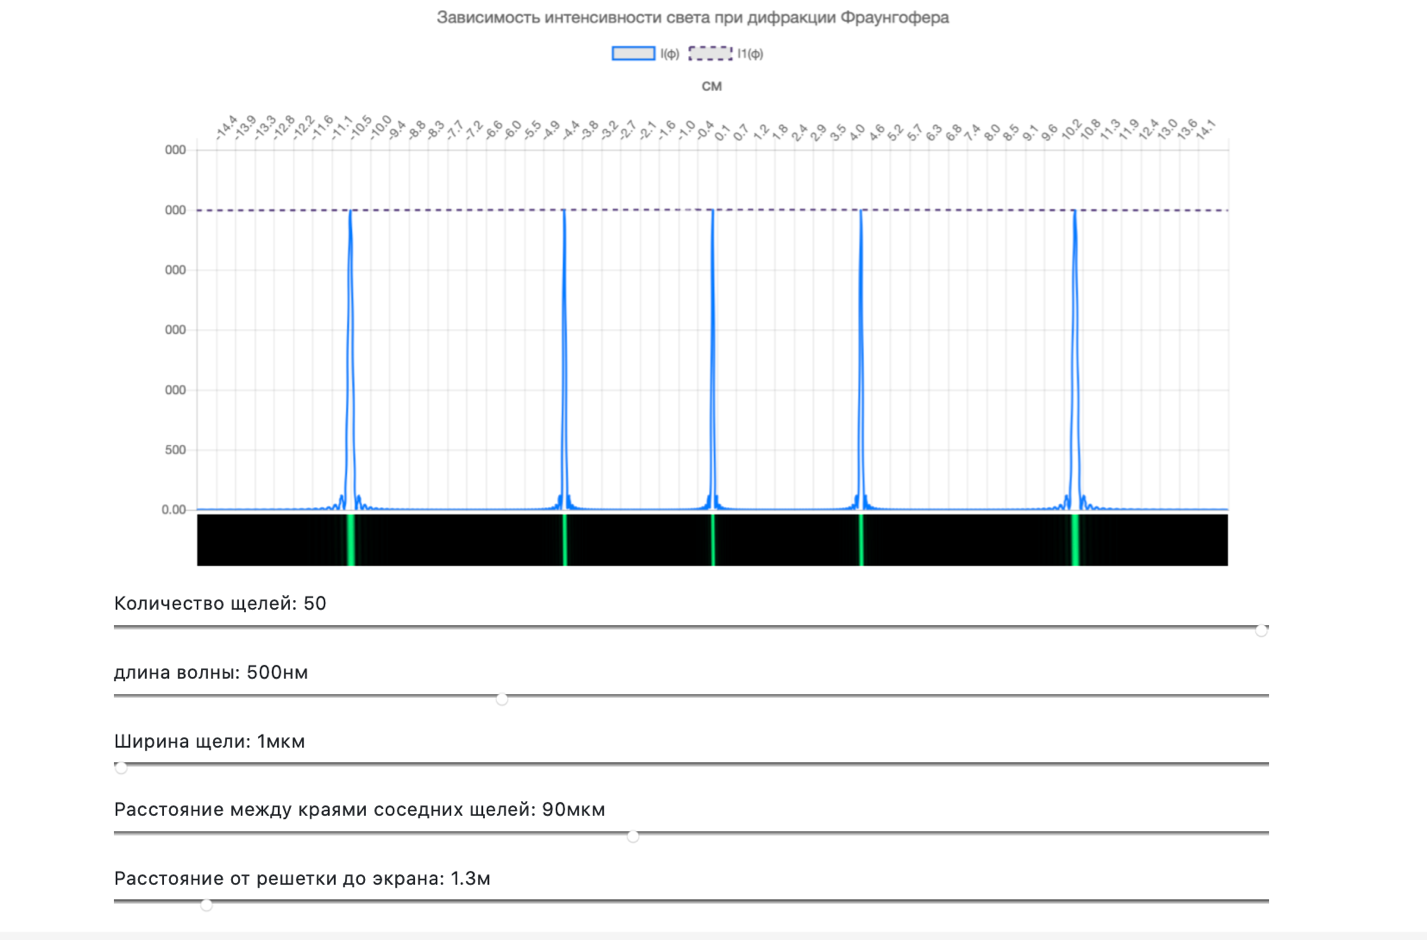 Зависимость интенсивности света при дифракции Фраунгофера
I(ф) I1(ф)
см
-14.4 -13.9 -13.3 -12.8 -12.2 -11.6 -11.1 -10.5 -10.0 -9.4 -8.8 -8.3 -7.7 -7.2 -6.6 -6.0 -5.5 -4.9 -4.4 -3.8 -3.2 -2.7 -2.1 -1.6 -1.0 -0.4 0.1 0.7 1.2 1.8 2.4 2.9 3.5 4.0 4.6 5.2 5.7 6.3 6.8 7.4 8.0 8.5 9.1 9.6 10.2 10.8 11.3 11.9 12.4 13.0 13.6 14.1
000
000
000
000
000
500
0.00
Количество щелей: 50
длина волны: 500нм
Ширина щели: 1мкм
Расстояние между краями соседних щелей: 90мкм
Расстояние от решетки до экрана: 1.3м